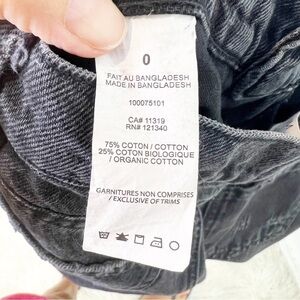 0
FAIT AU BANGLADESH
MADE IN BANGLADESH
100075101
CA# 11319
RN# 121340
75% COTON / COTTON
25% COTON BIOLOGIQUE
/ ORGANIC COTTON
GARNITURES NON COMPRISES
/ EXCLUSIVE OF TRIMS